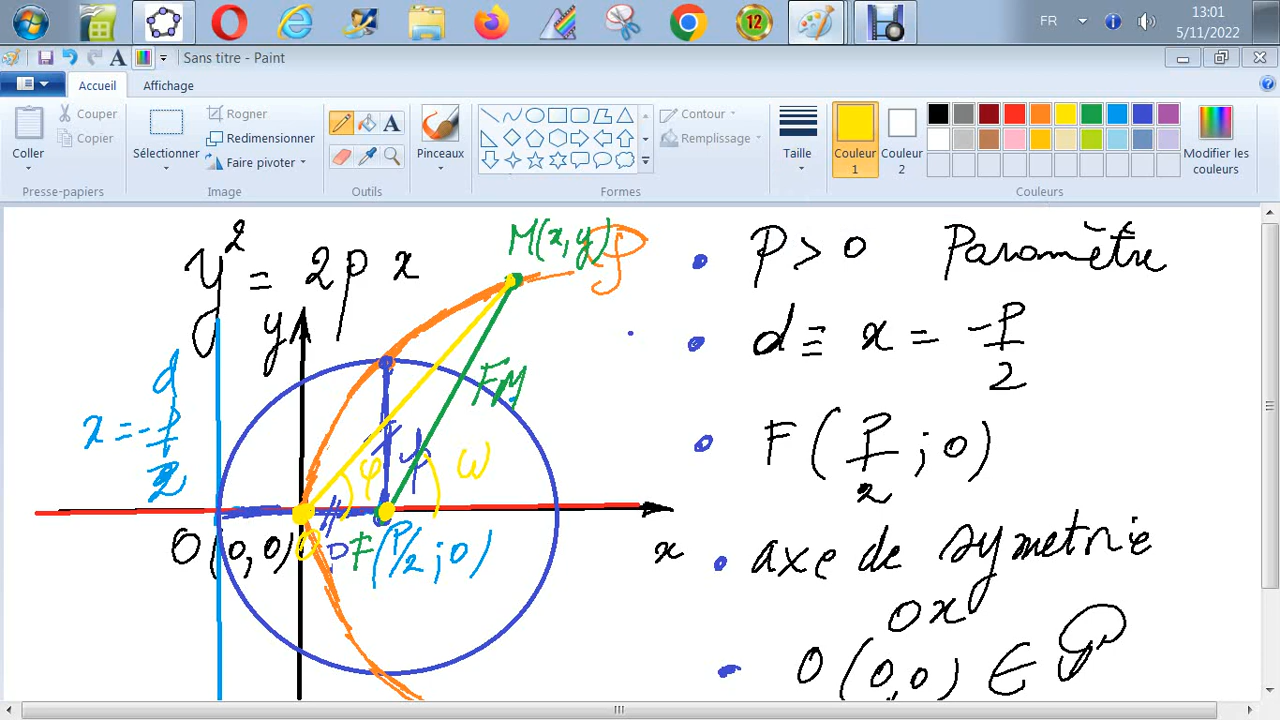 FR
13:01
5/11/2022
12
Sans titre - Paint
Accueil
Affichage
Coller
Couper
Copier
Presse-papiers
Sélectionner
Rogner
Redimensionner
Faire pivoter
Image
A
Outils
Pinceaux
Contour
Remplissage
Formes
Taille
Couleur 1
Couleur 2
Modifier les couleurs
Couleurs
y² = 2p x
M(x,y)
P
y
d
x = -P/2
FM
φ
ω
O(0,0)
O
P
F(P/2 ; 0)
x
• P > 0 Paramètre
• d ≡ x = -P/2
• F(P/2 ; 0)
• axe de symetrie
Ox
• O(0,0) ∈ P